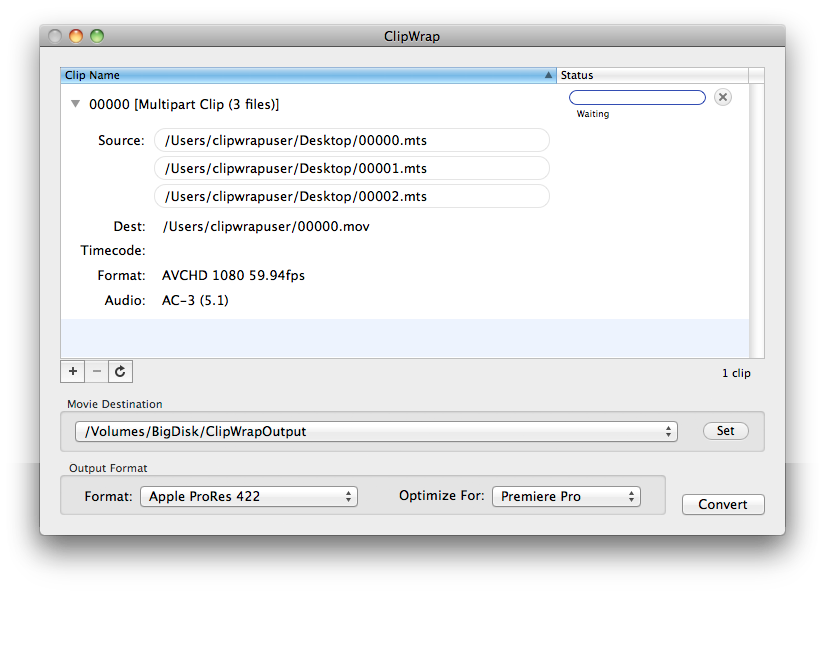 ClipWrap
Clip Name Status
00000 [Multipart Clip (3 files)]
Waiting
Source: /Users/clipwrapuser/Desktop/00000.mts
/Users/clipwrapuser/Desktop/00001.mts
/Users/clipwrapuser/Desktop/00002.mts
Dest: /Users/clipwrapuser/00000.mov
Timecode:
Format: AVCHD 1080 59.94fps
Audio: AC-3 (5.1)
1 clip
Movie Destination
/Volumes/BigDisk/ClipWrapOutput Set
Output Format
Format: Apple ProRes 422 Optimize For: Premiere Pro
Convert